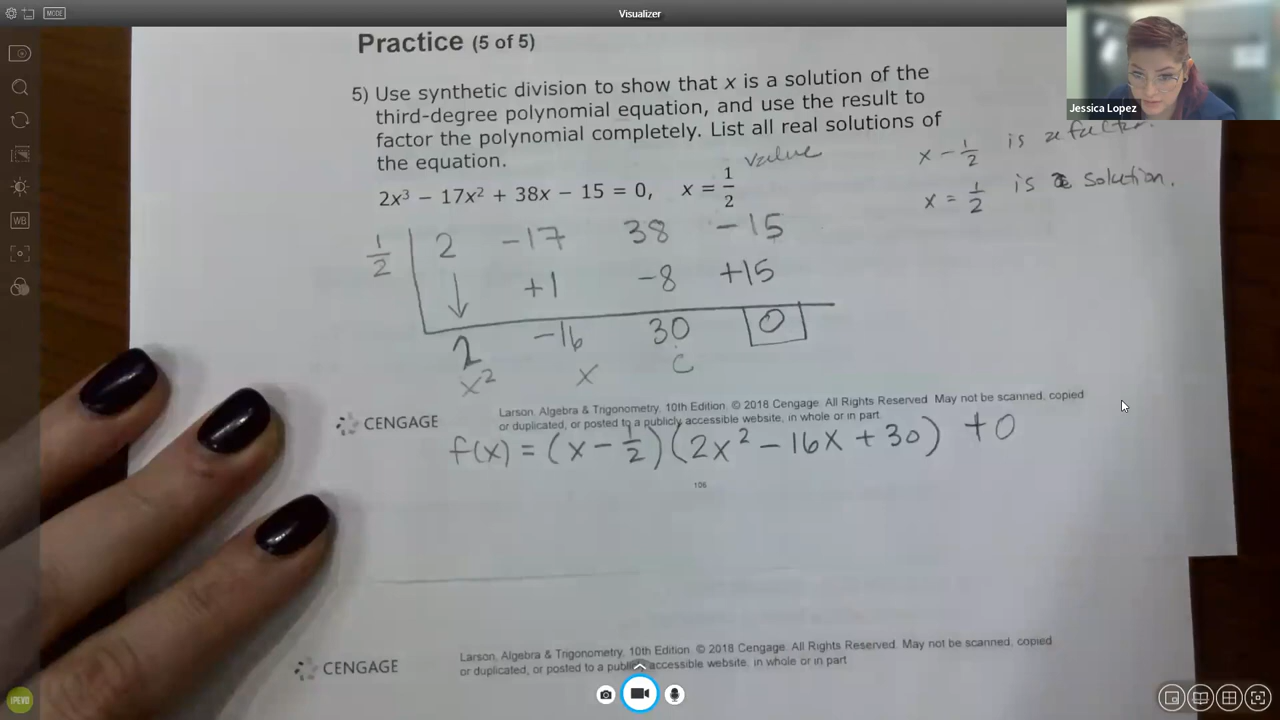 MODE
Visualizer
Jessica Lopez
Practice (5 of 5)
5) Use synthetic division to show that x is a solution of the
third-degree polynomial equation, and use the result to
factor the polynomial completely. List all real solutions of
the equation.
value
x - 1/2 is a factor.
2x³ − 17x² + 38x − 15 = 0, x = 1/2
x = 1/2 is a solution.
1/2 2 -17 38 -15
↓ +1 -8 +15
2 -16 30 0
x² x c
CENGAGE
Larson, Algebra & Trigonometry, 10th Edition. © 2018 Cengage. All Rights Reserved. May not be scanned, copied
or duplicated, or posted to a publicly accessible website, in whole or in part.
f(x) = (x - 1/2)(2x² - 16x + 30) + 0
106
CENGAGE
Larson, Algebra & Trigonometry, 10th Edition. © 2018 Cengage. All Rights Reserved. May not be scanned, copied
or duplicated, or posted to a publicly accessible website, in whole or in part
WB
IPEVO